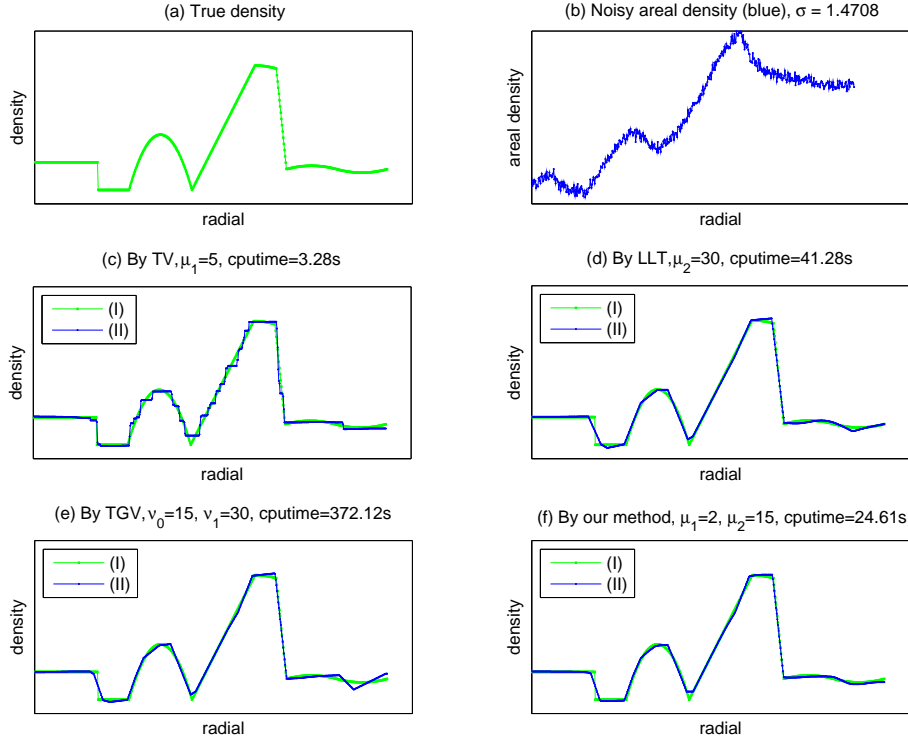 (a) True density
density
radial
(b) Noisy areal density (blue), σ = 1.4708
areal density
radial
(c) By TV,μ₁=5, cputime=3.28s
(I)
(II)
density
radial
(d) By LLT,μ₂=30, cputime=41.28s
(I)
(II)
density
radial
(e) By TGV,ν₀=15, ν₁=30, cputime=372.12s
(I)
(II)
density
radial
(f) By our method, μ₁=2, μ₂=15, cputime=24.61s
(I)
(II)
density
radial